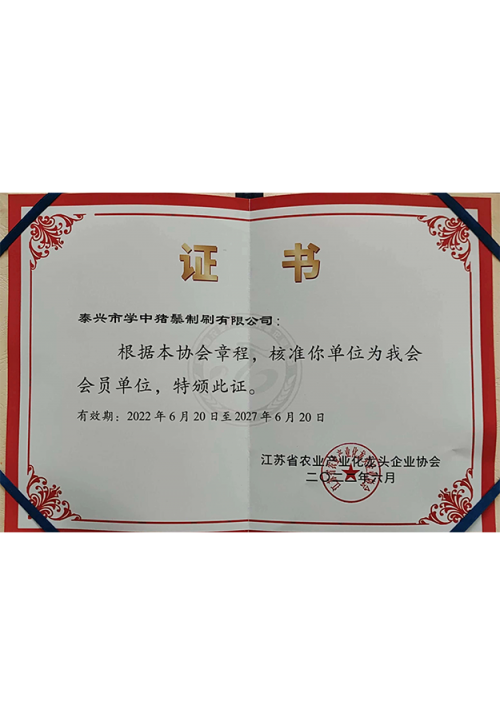 证书
泰兴市学中猪鬃制刷有限公司：
根据本协会章程，核准你单位为我会
会员单位，特颁此证。
有效期：2022年6月20日至2027年6月20日
江苏省农业产业化龙头企业协会
二〇二二年六月